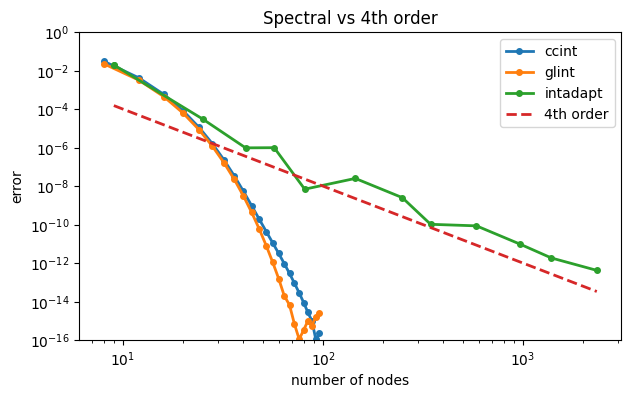 Spectral vs 4th order
10^0
10^-2
10^-4
10^-6
10^-8
10^-10
10^-12
10^-14
10^-16
error
ccint
glint
intadapt
4th order
10^1
10^2
10^3
number of nodes